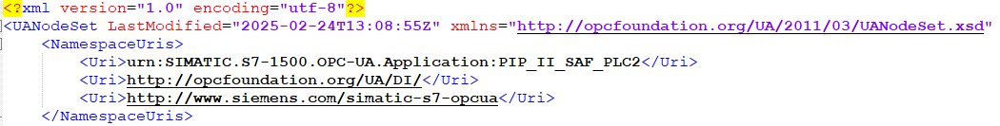 <?xml version="1.0" encoding="utf-8"?>
<UANodeSet LastModified="2025-02-24T13:08:55Z" xmlns="http://opcfoundation.org/UA/2011/03/UANodeSet.xsd"
<NamespaceUris>
<Uri>urn:SIMATIC.S7-1500.OPC-UA.Application:PIP_II_SAF_PLC2</Uri>
<Uri>http://opcfoundation.org/UA/DI/</Uri>
<Uri>http://www.siemens.com/simatic-s7-opcua</Uri>
</NamespaceUris>